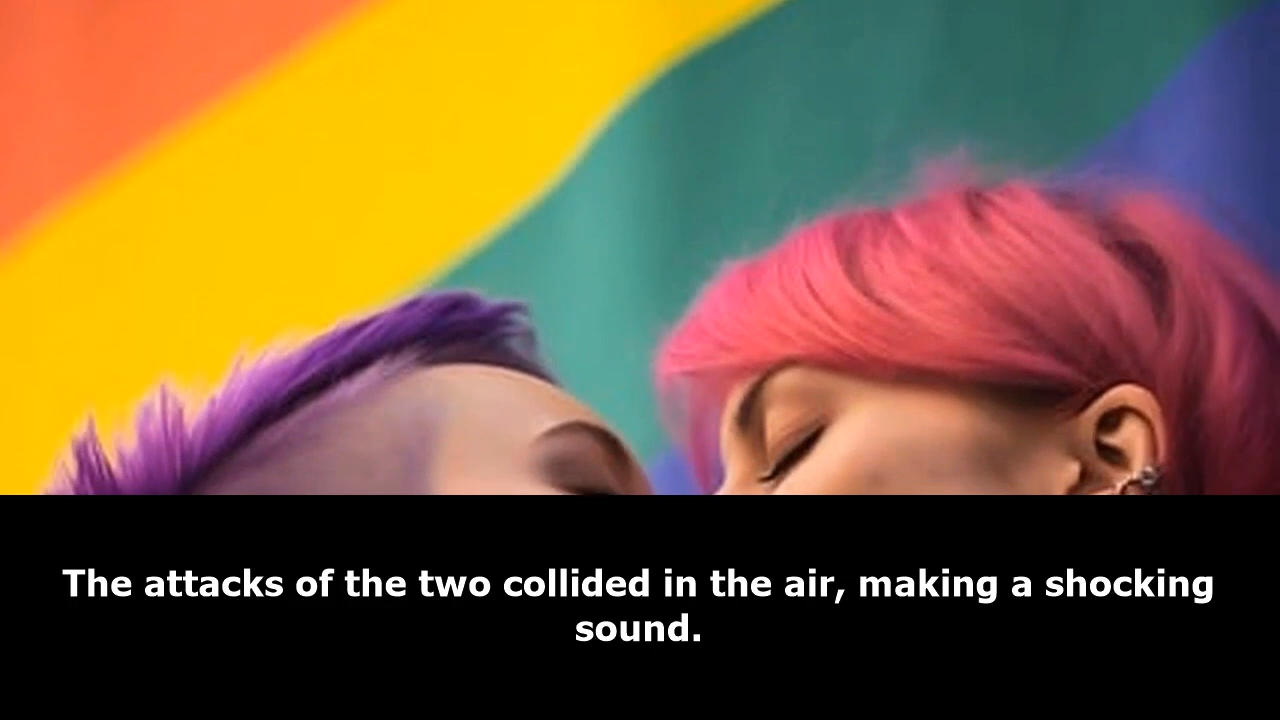 The attacks of the two collided in the air, making a shocking
sound.